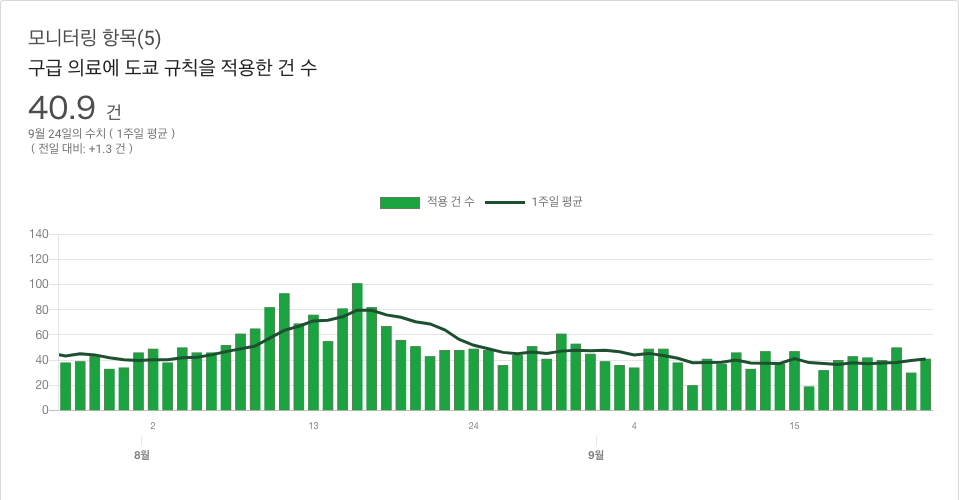 모니터링 항목(5)
구급 의료에 도쿄 규칙을 적용한 건 수
40.9 건
9월 24일의 수치 ( 1주일 평균 )
( 전일 대비: +1.3 건 )
적용 건 수 1주일 평균
140
120
100
80
60
40
20
0
2 13 24 4 15
8월 9월